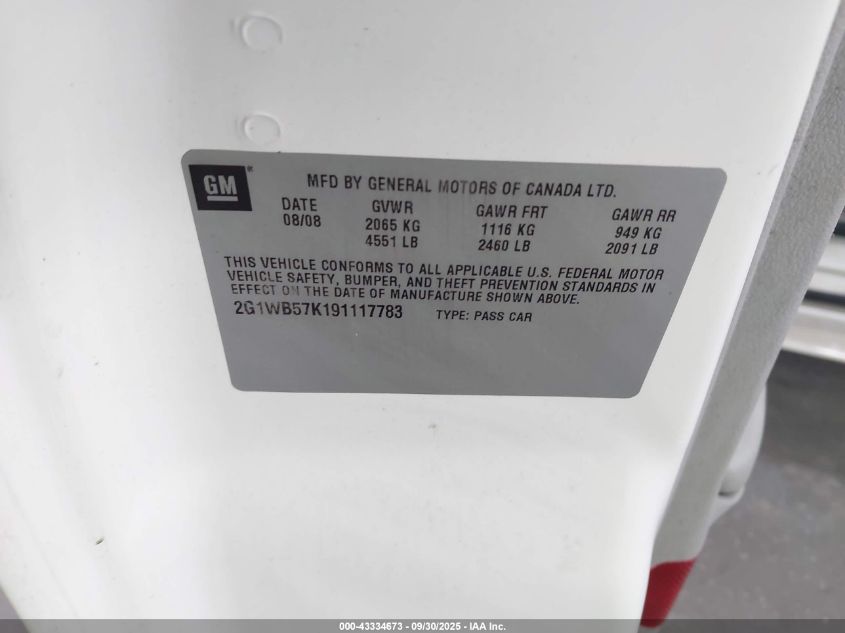 GM
MFD BY GENERAL MOTORS OF CANADA LTD.
DATE GVWR GAWR FRT GAWR RR
08/08 2065 KG 1116 KG 949 KG
4551 LB 2460 LB 2091 LB
THIS VEHICLE CONFORMS TO ALL APPLICABLE U.S. FEDERAL MOTOR
VEHICLE SAFETY, BUMPER, AND THEFT PREVENTION STANDARDS IN
EFFECT ON THE DATE OF MANUFACTURE SHOWN ABOVE.
2G1WB57K191117783 TYPE: PASS CAR
000-43334673 - 09/30/2025 - IAA Inc.